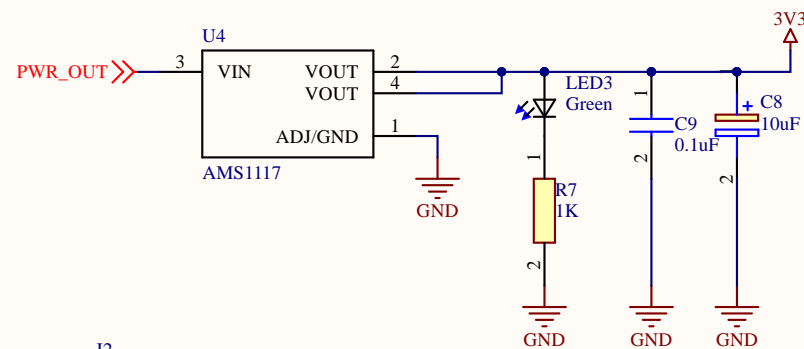 3V3
U4
PWR_OUT
3
VIN
VOUT
2
VOUT
4
ADJ/GND
1
AMS1117
GND
LED3
Green
1
R7
1K
2
GND
1
C9
0.1uF
2
GND
+
C8
10uF
2
GND